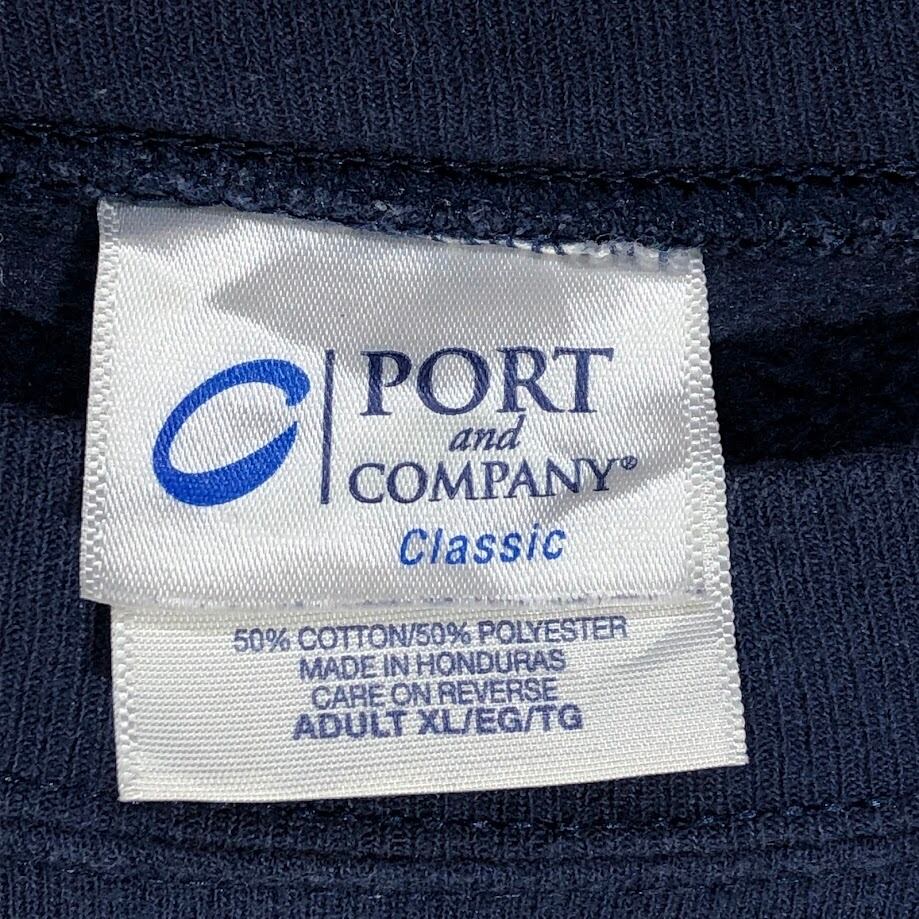 PORT
and
COMPANY®
Classic
50% COTTON/50% POLYESTER
MADE IN HONDURAS
CARE ON REVERSE
ADULT XL/EG/TG